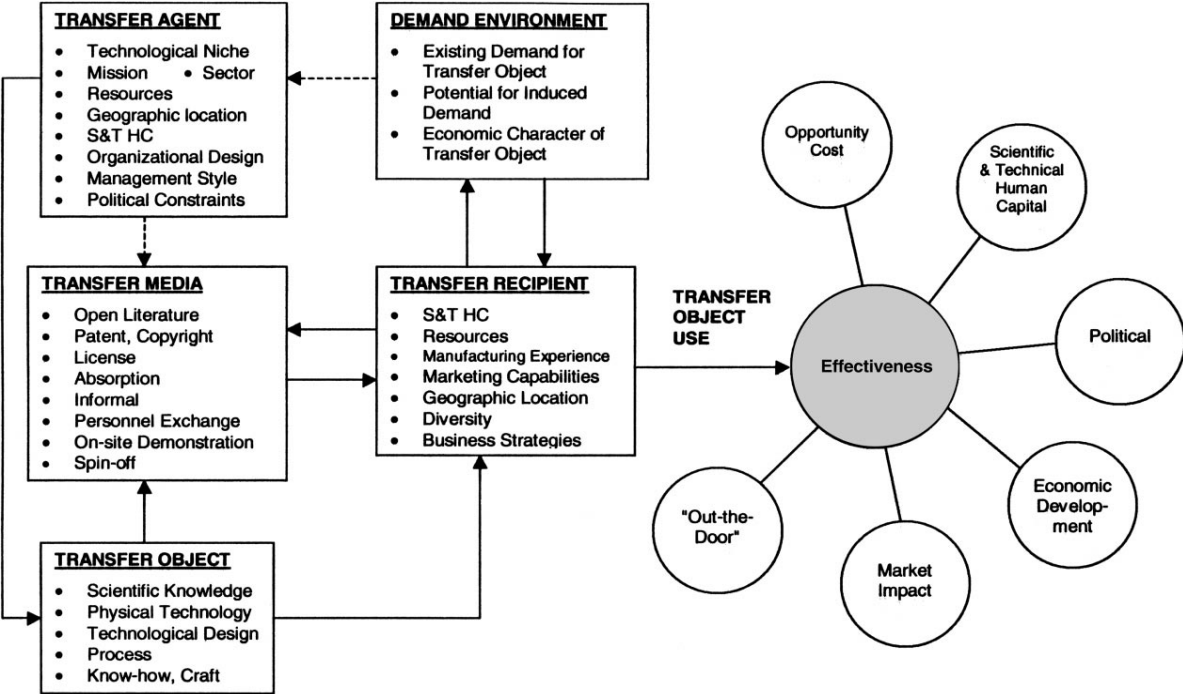 TRANSFER AGENT
• Technological Niche
• Mission • Sector
• Resources
• Geographic location
• S&T HC
• Organizational Design
• Management Style
• Political Constraints
DEMAND ENVIRONMENT
• Existing Demand for
Transfer Object
• Potential for Induced
Demand
• Economic Character of
Transfer Object
TRANSFER MEDIA
• Open Literature
• Patent, Copyright
• License
• Absorption
• Informal
• Personnel Exchange
• On-site Demonstration
• Spin-off
TRANSFER RECIPIENT
• S&T HC
• Resources
• Manufacturing Experience
• Marketing Capabilities
• Geographic Location
• Diversity
• Business Strategies
TRANSFER OBJECT
• Scientific Knowledge
• Physical Technology
• Technological Design
• Process
• Know-how, Craft
TRANSFER
OBJECT
USE
Effectiveness
Opportunity
Cost
Scientific
& Technical
Human
Capital
Political
Economic
Develop-
ment
Market
Impact
"Out-the-
Door"